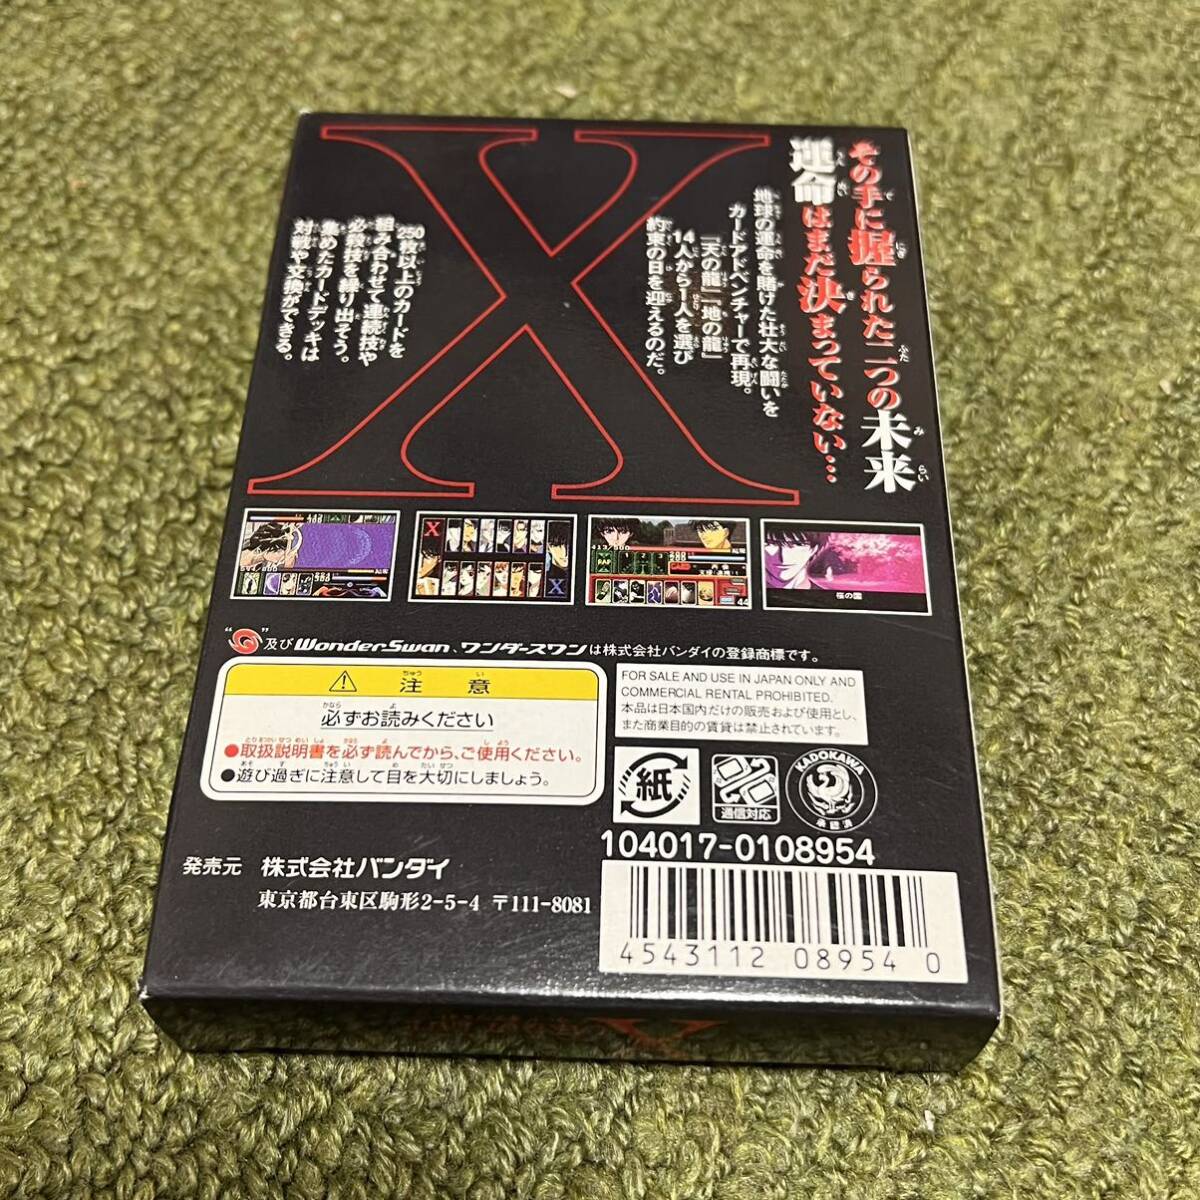 その手に握られた二つの未来
運命はまだ決まっていない…
地球の運命を賭けた壮大な闘いを
カードアドベンチャーで再現。
「天の龍」「地の龍」
14人から1人を選び
約束の日を迎えるのだ。
250枚以上のカードを
組み合わせて連続技や
必殺技を繰り出そう。
集めたカードデッキは
対戦や交換ができる。
X
X
X
413/500
CARD
44
桜の国
“ ”及びWonderSwan、ワンダースワンは株式会社バンダイの登録商標です。
注意
必ずお読みください
●取扱説明書を必ず読んでから、ご使用ください。
●遊び過ぎに注意して目を大切にしましょう。
FOR SALE AND USE IN JAPAN ONLY AND
COMMERCIAL RENTAL PROHIBITED.
本品は日本国内だけの販売および使用とし、
また商業目的の賃貸は禁止されています。
紙
通信対応
KADOKAWA
承認済
104017-0108954
発売元 株式会社バンダイ
東京都台東区駒形2-5-4 〒111-8081
4543112 08954 0